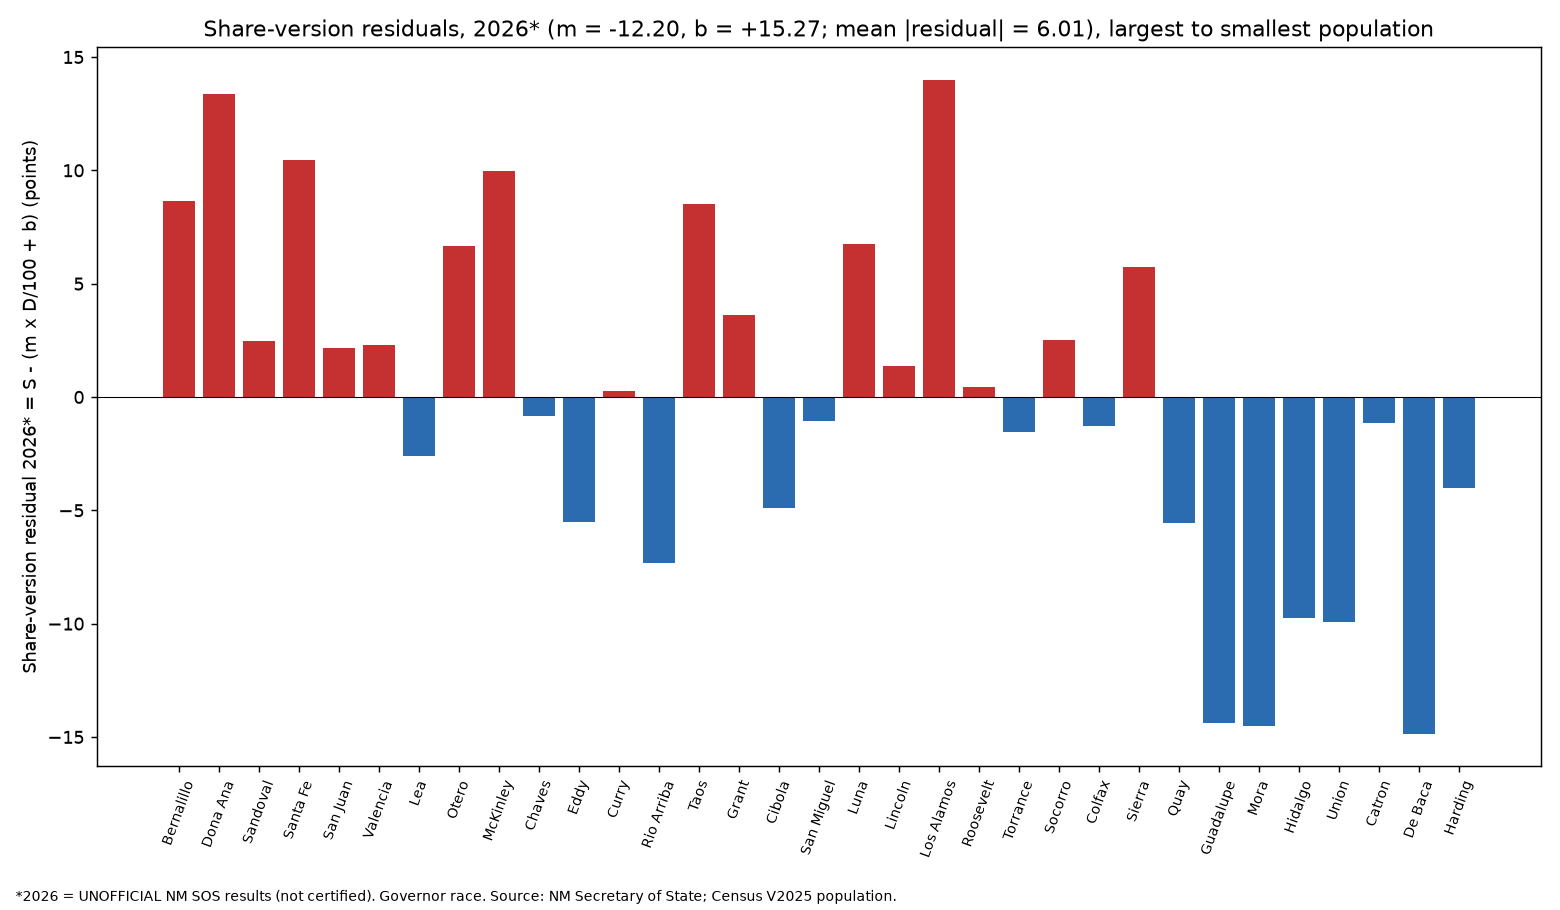 Share-version residuals, 2026* (m = -12.20, b = +15.27; mean |residual| = 6.01), largest to smallest population
Share-version residual 2026* = S - (m x D/100 + b) (points)
15
10
5
0
−5
−10
−15
Bernalillo
Dona Ana
Sandoval
Santa Fe
San Juan
Valencia
Lea
Otero
McKinley
Chaves
Eddy
Curry
Rio Arriba
Taos
Grant
Cibola
San Miguel
Luna
Lincoln
Los Alamos
Roosevelt
Torrance
Socorro
Colfax
Sierra
Quay
Guadalupe
Mora
Hidalgo
Union
Catron
De Baca
Harding
*2026 = UNOFFICIAL NM SOS results (not certified). Governor race. Source: NM Secretary of State; Census V2025 population.